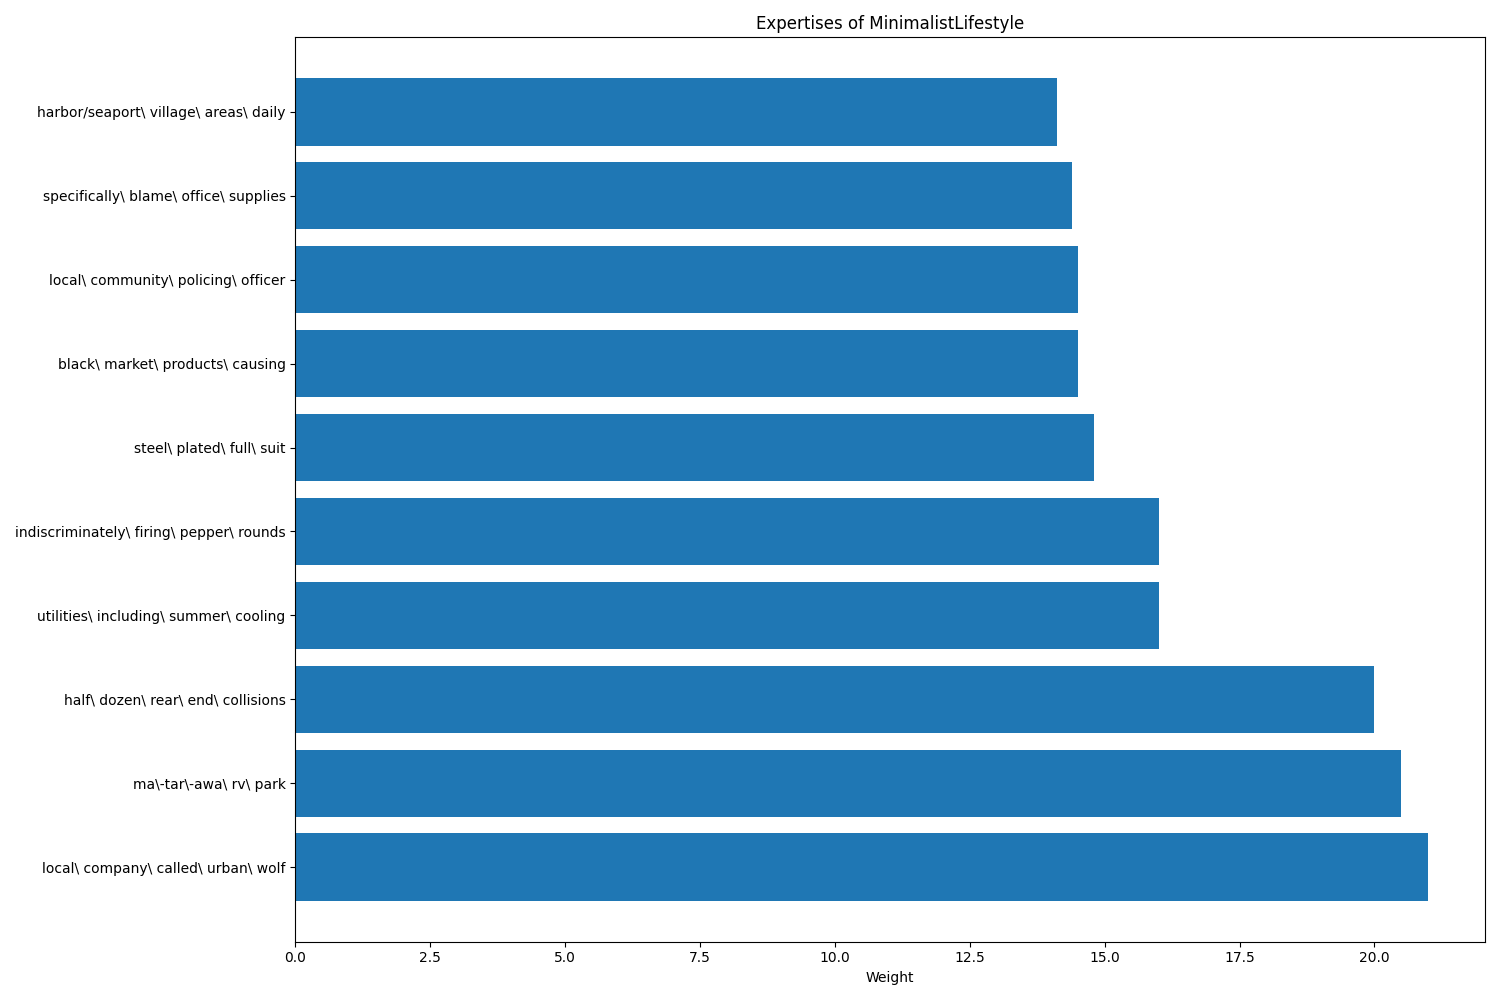 Expertises of MinimalistLifestyle
harbor/seaport\ village\ areas\ daily
specifically\ blame\ office\ supplies
local\ community\ policing\ officer
black\ market\ products\ causing
steel\ plated\ full\ suit
indiscriminately\ firing\ pepper\ rounds
utilities\ including\ summer\ cooling
half\ dozen\ rear\ end\ collisions
ma\-tar\-awa\ rv\ park
local\ company\ called\ urban\ wolf
0.0 2.5 5.0 7.5 10.0 12.5 15.0 17.5 20.0
Weight